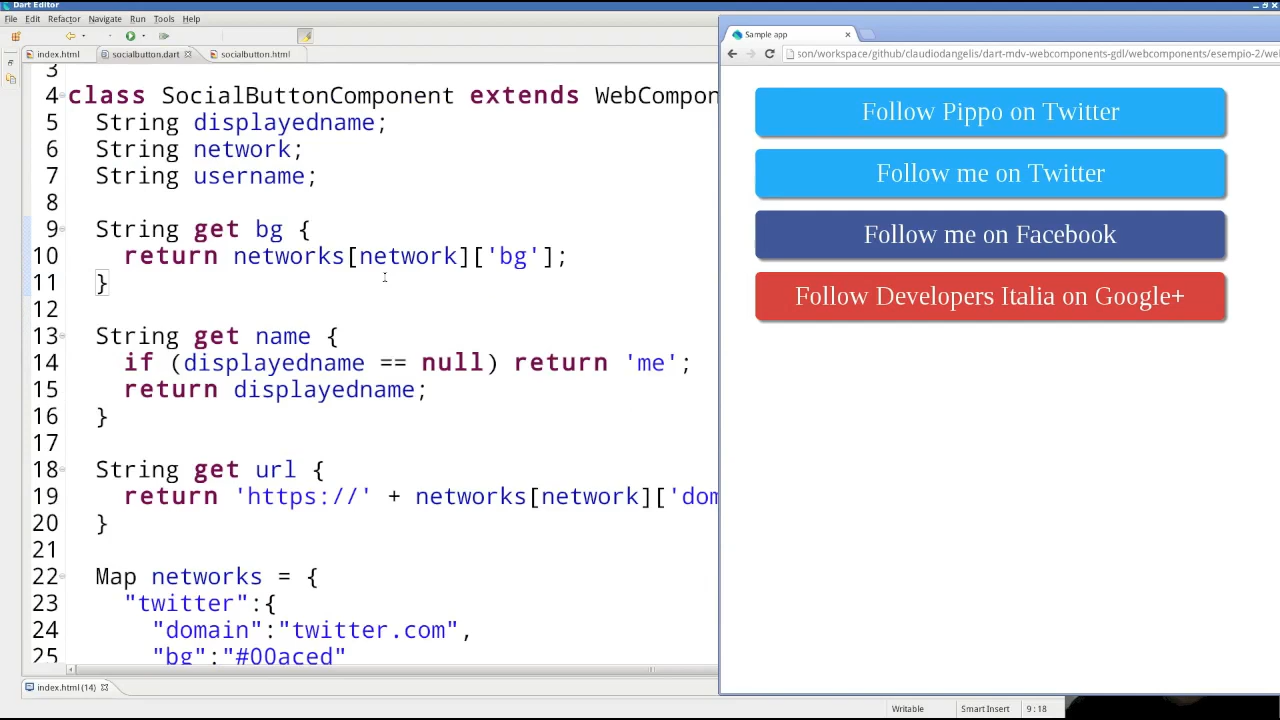 Dart Editor
File Edit Refactor Navigate Run Tools Help
index.html socialbutton.dart socialbutton.html
3
4 class SocialButtonComponent extends WebCompon
5 String displayedname;
6 String network;
7 String username;
8
9 String get bg {
10 return networks[network]['bg'];
11 }
12
13 String get name {
14 if (displayedname == null) return 'me';
15 return displayedname;
16 }
17
18 String get url {
19 return 'https://' + networks[network]['dom
20 }
21
22 Map networks = {
23 "twitter":{
24 "domain":"twitter.com",
25 "bg":"#00aced"
index.html (14)
Writable Smart Insert 9 : 18
Sample app
son/workspace/github/claudiodangelis/dart-mdv-webcomponents-gdl/webcomponents/esempio-2/we
Follow Pippo on Twitter
Follow me on Twitter
Follow me on Facebook
Follow Developers Italia on Google+